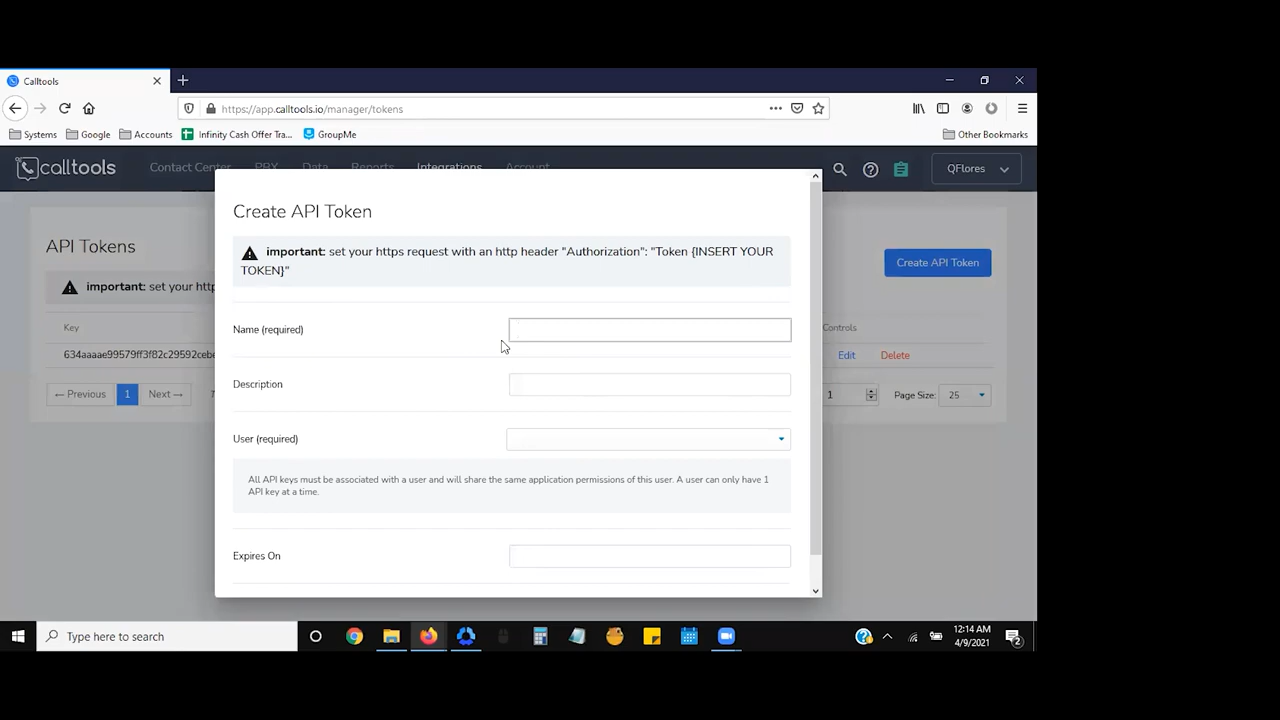 Calltools
https://app.calltools.io/manager/tokens
Systems Google Accounts Infinity Cash Offer Tra... GroupMe Other Bookmarks
calltools Contact Center PBX Data Reports Integrations Account QFlores
Create API Token
API Tokens
important: set your https request with an http header "Authorization": "Token {INSERT YOUR
TOKEN}"
Create API Token
important: set your http
Key
Controls
Name (required)
634aaaae99579ff3f82c29592cebe
Edit Delete
Description
← Previous 1 Next →
1 Page Size: 25
User (required)
All API keys must be associated with a user and will share the same application permissions of this user. A user can only have 1
API key at a time.
Expires On
Type here to search
12:14 AM
4/9/2021
2